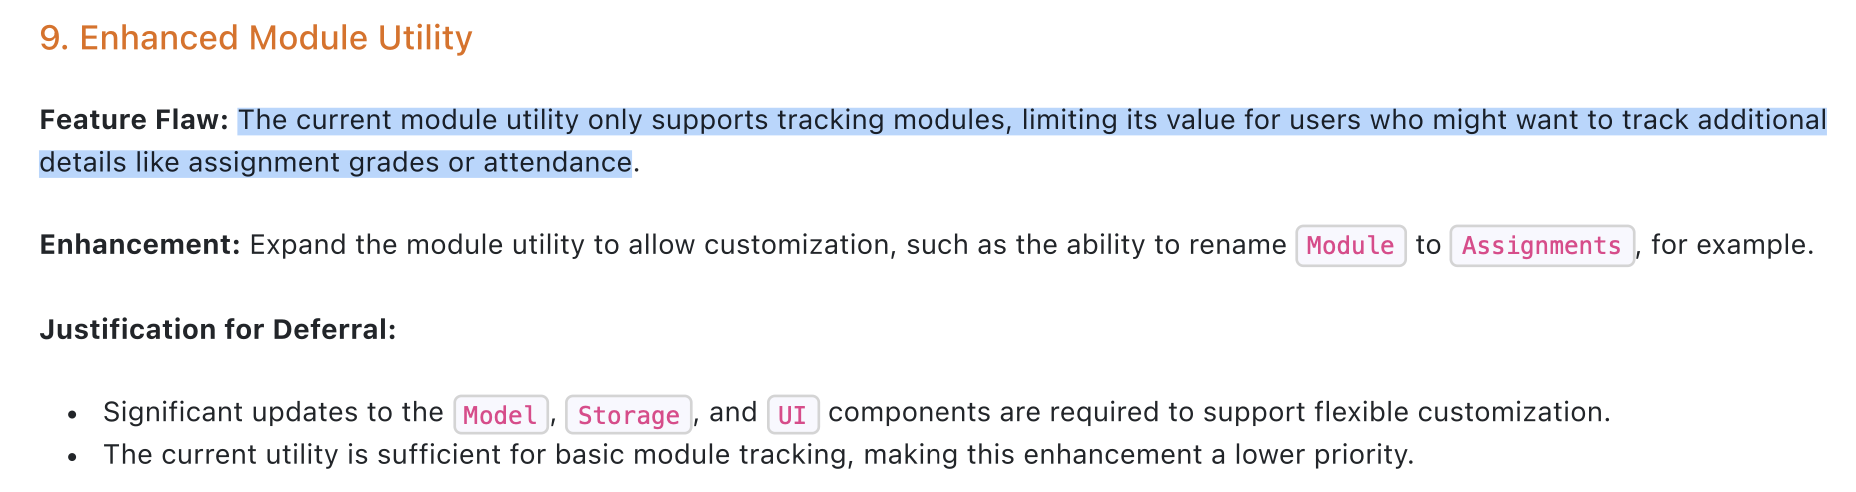 9. Enhanced Module Utility
Feature Flaw: The current module utility only supports tracking modules, limiting its value for users who might want to track additional
details like assignment grades or attendance.
Enhancement: Expand the module utility to allow customization, such as the ability to rename Module to Assignments, for example.
Justification for Deferral:
• Significant updates to the Model, Storage, and UI components are required to support flexible customization.
• The current utility is sufficient for basic module tracking, making this enhancement a lower priority.